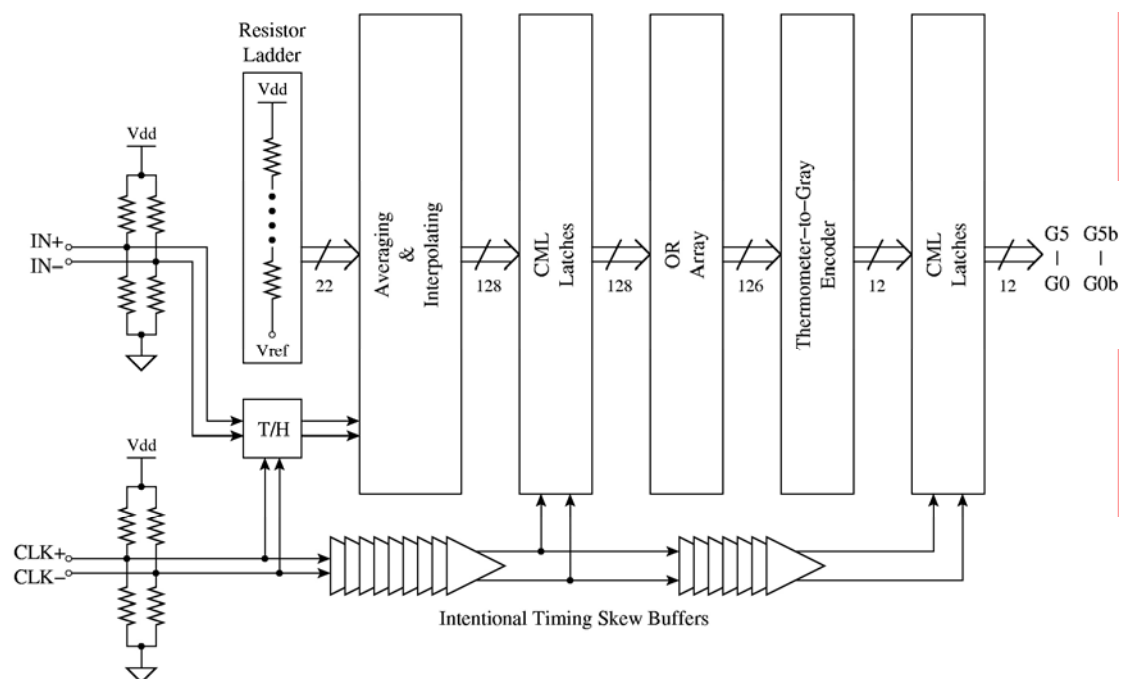 Resistor
Ladder
Vdd
Vref
22
Vdd
IN+
IN−
T/H
Averaging
&
Interpolating
128
CML
Latches
128
OR
Array
126
Thermometer−to−Gray
Encoder
12
CML
Latches
12
G5 G5b
G0 G0b
Vdd
CLK+
CLK−
Intentional Timing Skew Buffers